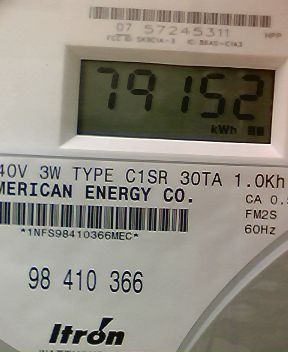 07 57245311
79152
kWh
40V 3W TYPE C1SR 30TA 1.0Kh
MERICAN ENERGY CO.
CA 0.
FM2S
60Hz
*1NFS98410366MEC*
98 410 366
Itron